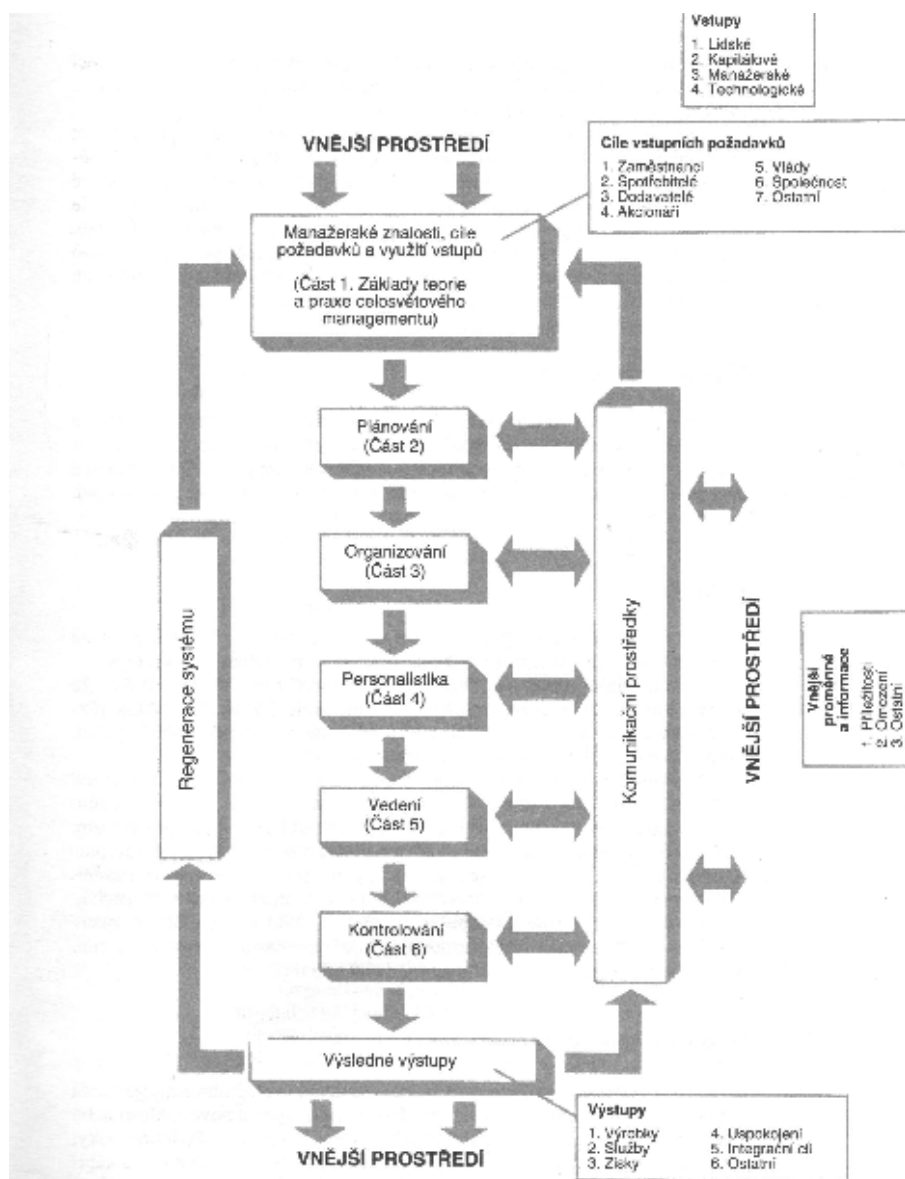 Vstupy
1. Lidské
2. Kapitálové
3. Manažerské
4. Technologické
VNĚJŠÍ PROSTŘEDÍ
Cíle vstupních požadavků
1. Zaměstnanci
2. Spotřebitelé
3. Dodavatelé
4. Akcionáři
5. Vlády
6. Společnost
7. Ostatní
Manažerské znalosti, cíle
požadavků a využití vstupů
(Část 1. Základy teorie
a praxe celosvětového
managementu)
Plánování
(Část 2)
Organizování
(Část 3)
Personalistika
(Část 4)
Vedení
(Část 5)
Kontrolování
(Část 6)
Regenerace systému
Komunikační prostředky
VNĚJŠÍ PROSTŘEDÍ
Vnější
proměnné
a informace
1. Příležitosti
2. Omezení
3. Ostatní
Výsledné výstupy
VNĚJŠÍ PROSTŘEDÍ
Výstupy
1. Výrobky
2. Služby
3. Zisky
4. Uspokojení
5. Integrační cíl
6. Ostatní